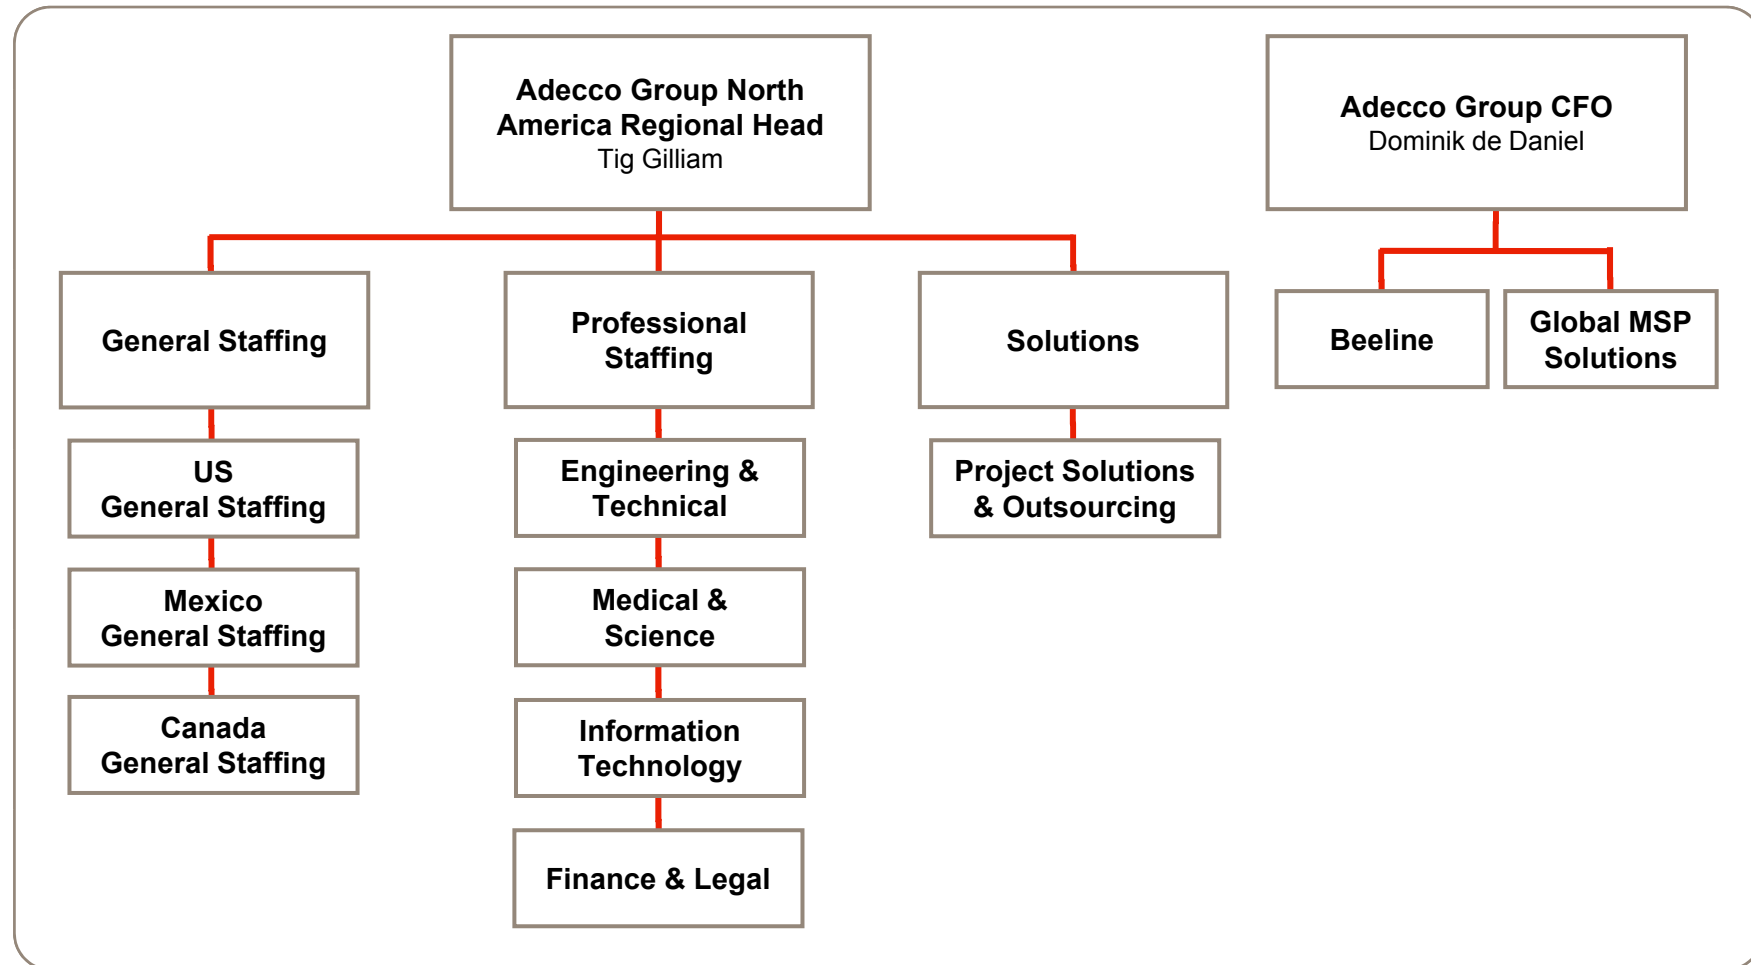 Adecco Group North
America Regional Head
Tig Gilliam
Adecco Group CFO
Dominik de Daniel
General Staffing
Professional
Staffing
Solutions
Beeline
Global MSP
Solutions
US
General Staffing
Engineering &
Technical
Project Solutions
& Outsourcing
Mexico
General Staffing
Medical &
Science
Canada
General Staffing
Information
Technology
Finance & Legal